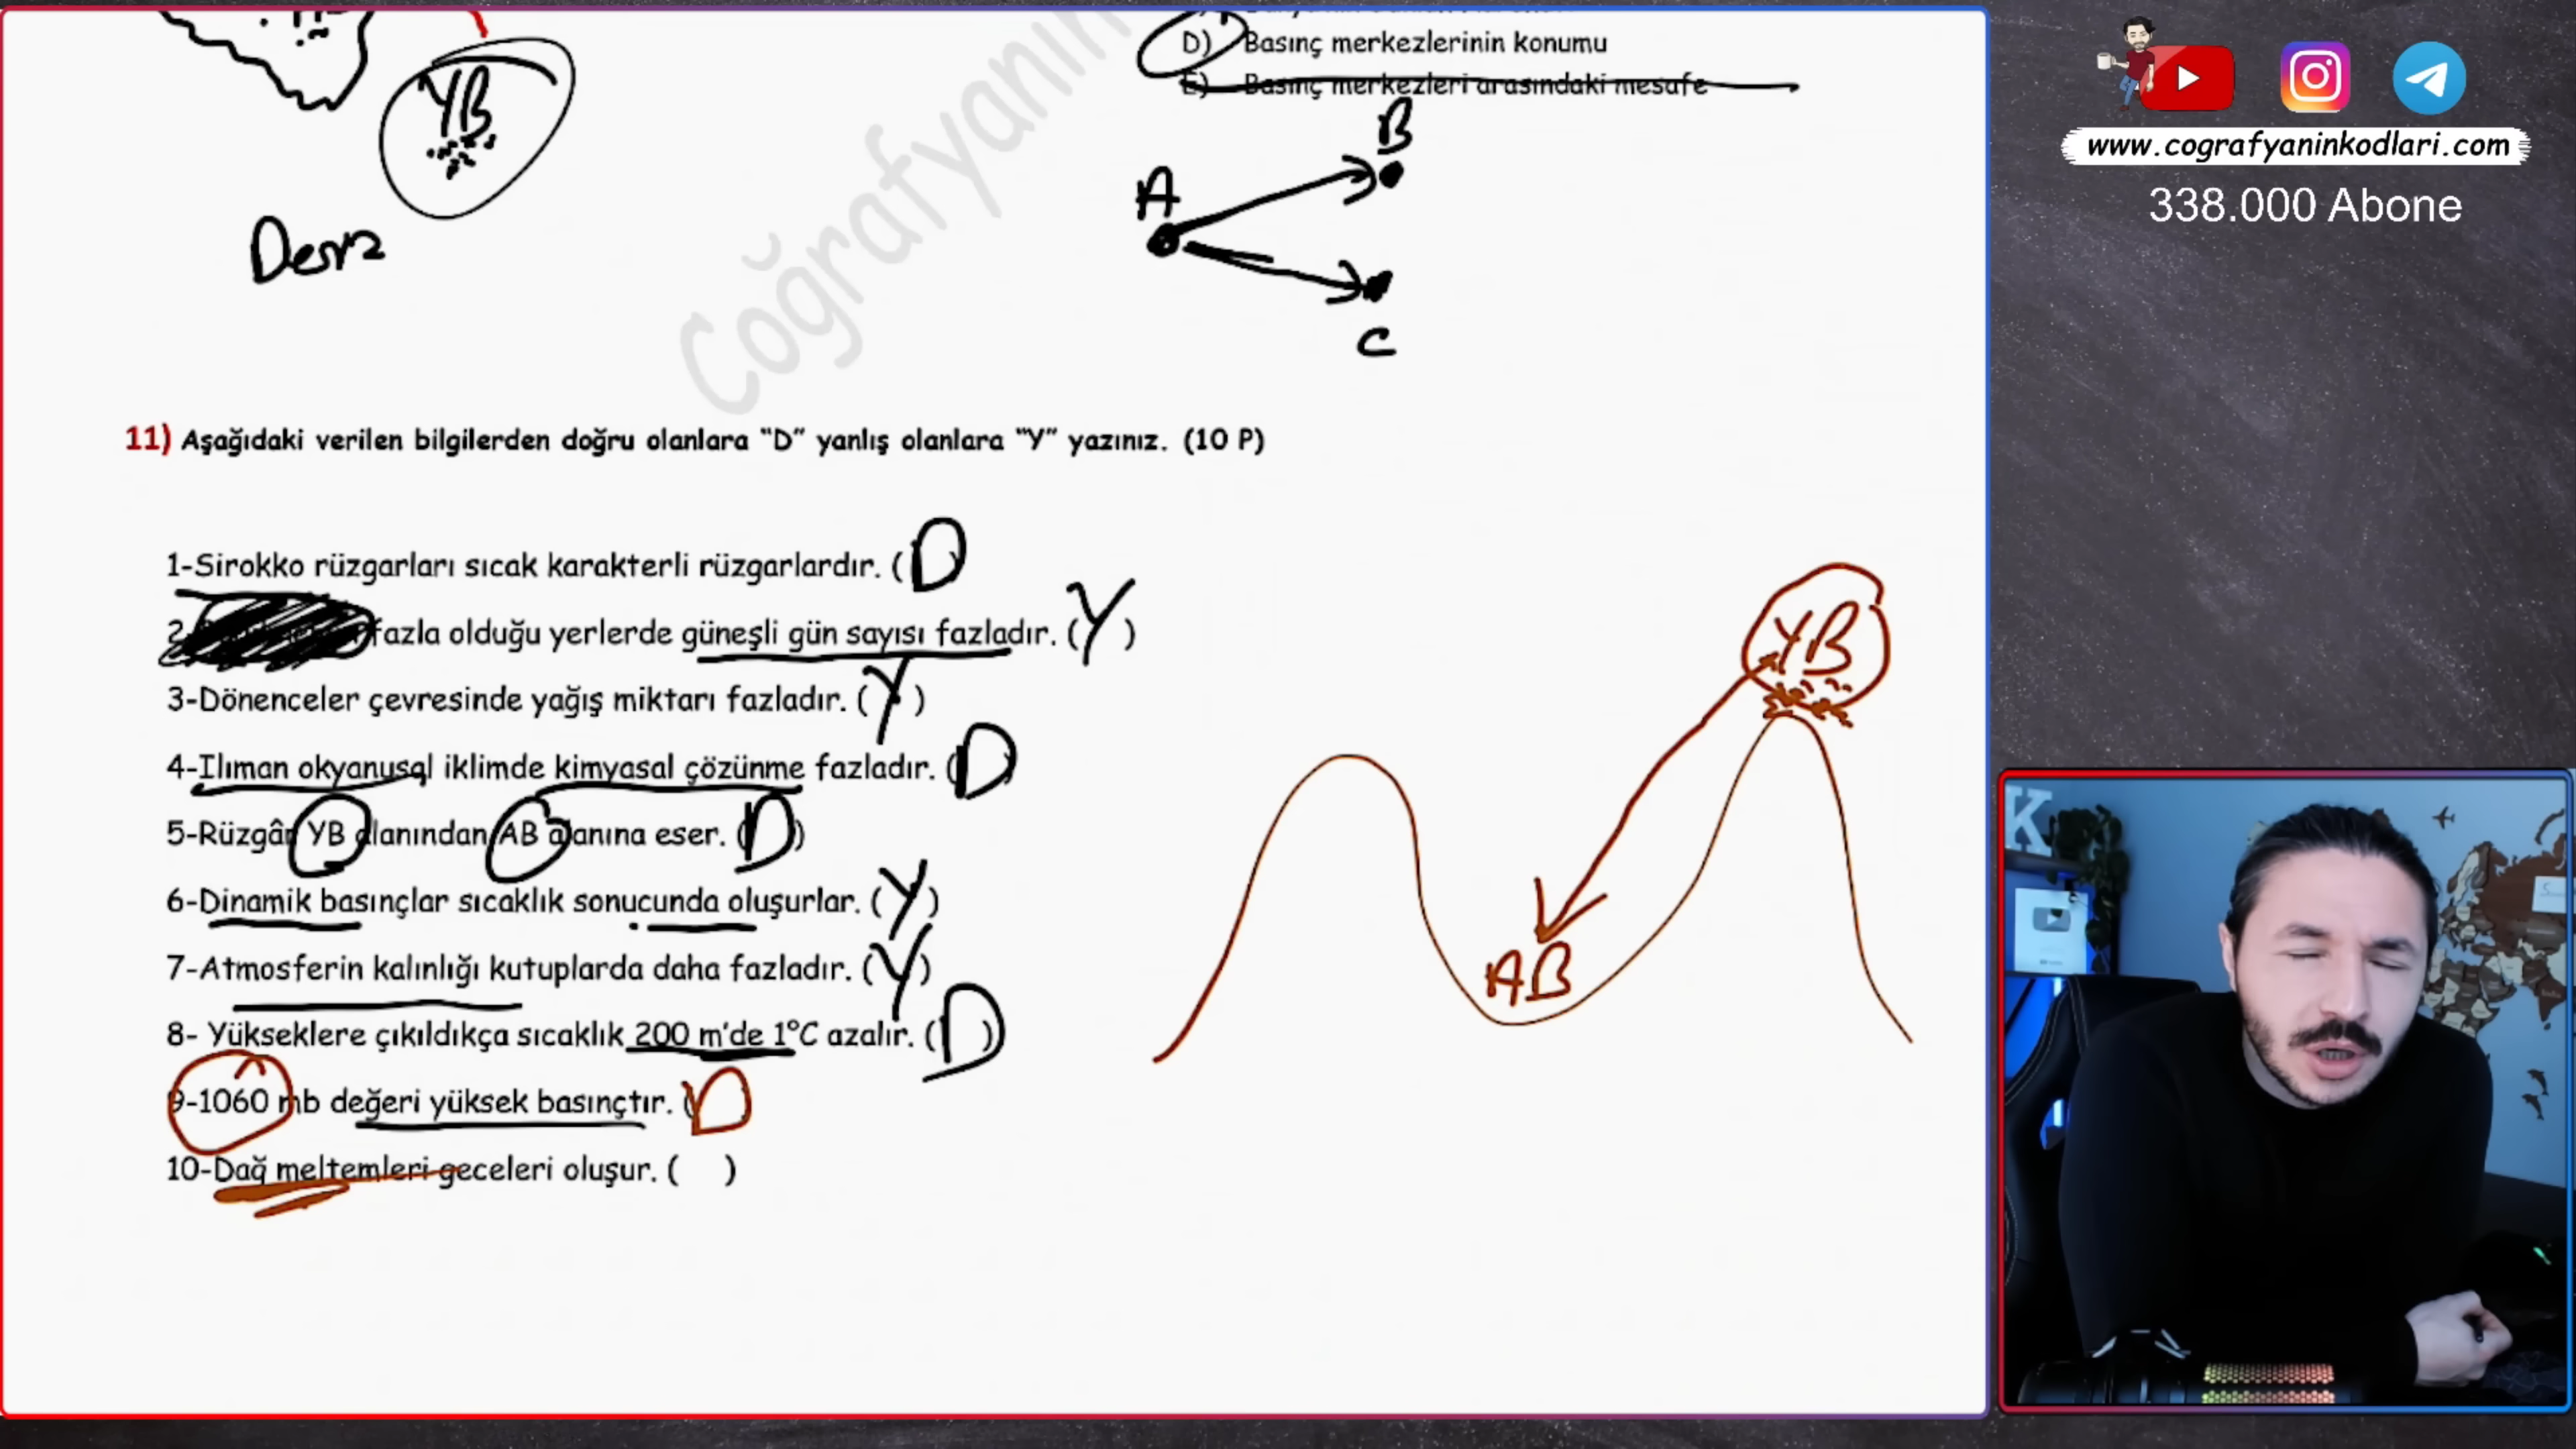 D) Basınç merkezlerinin konumu
E) Basınç merkezleri arasındaki mesafe
YB
Deniz
A
B
C
Coğrafyanın
11) Aşağıdaki verilen bilgilerden doğru olanlara “D” yanlış olanlara “Y” yazınız. (10 P)
1-Sirokko rüzgarları sıcak karakterli rüzgarlardır. (D)
2- fazla olduğu yerlerde güneşli gün sayısı fazladır. (Y)
3-Dönenceler çevresinde yağış miktarı fazladır. (Y)
4-Ilıman okyanusal iklimde kimyasal çözünme fazladır. (D)
5-Rüzgâr YB alanından AB alanına eser. (D)
6-Dinamik basınçlar sıcaklık sonucunda oluşurlar. (Y)
7-Atmosferin kalınlığı kutuplarda daha fazladır. (Y)
8- Yükseklere çıkıldıkça sıcaklık 200 m’de 1°C azalır. (D)
9-1060 mb değeri yüksek basınçtır. (D)
10-Dağ meltemleri geceleri oluşur. ( )
YB
AB
www.cografyaninkodlari.com
338.000 Abone
K